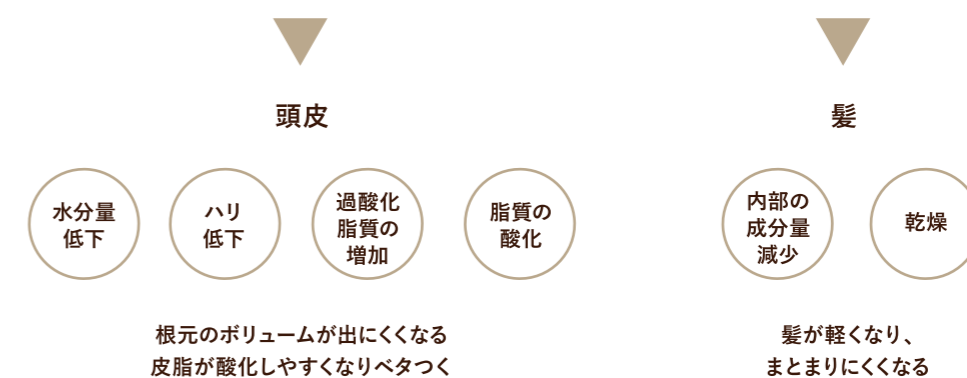 頭皮
水分量
低下
ハリ
低下
過酸化
脂質の
増加
脂質の
酸化
根元のボリュームが出にくくなる
皮脂が酸化しやすくなりベタつく
髪
内部の
成分量
減少
乾燥
髪が軽くなり、
まとまりにくくなる